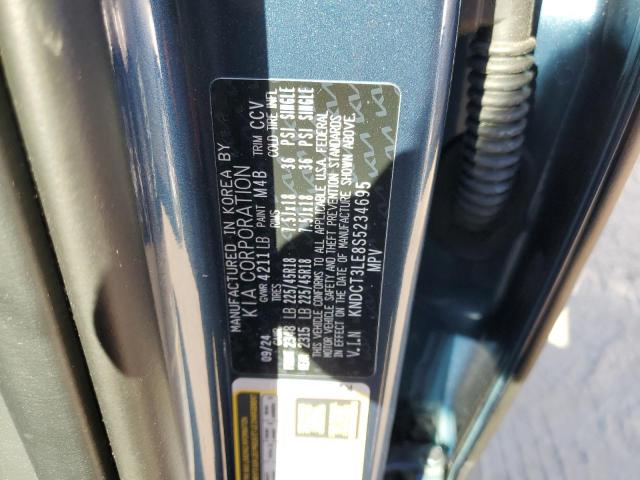 MANUFACTURED IN KOREA BY
KIA CORPORATION
09/24 GVWR 4211 LB PAINT M4B TRIM CCV
TIRES RIMS COLD TIRE INFL
LB 225/45R18 7.5Jx18 36 PSI SINGLE
2315 LB 225/45R18 7.5Jx18 36 PSI SINGLE
THIS VEHICLE CONFORMS TO ALL APPLICABLE U.S.A. FEDERAL
MOTOR VEHICLE SAFETY AND THEFT PREVENTION STANDARDS
IN EFFECT ON THE DATE OF MANUFACTURE SHOWN ABOVE.
V.I.N KNDCT3LE8S5234695
MPV